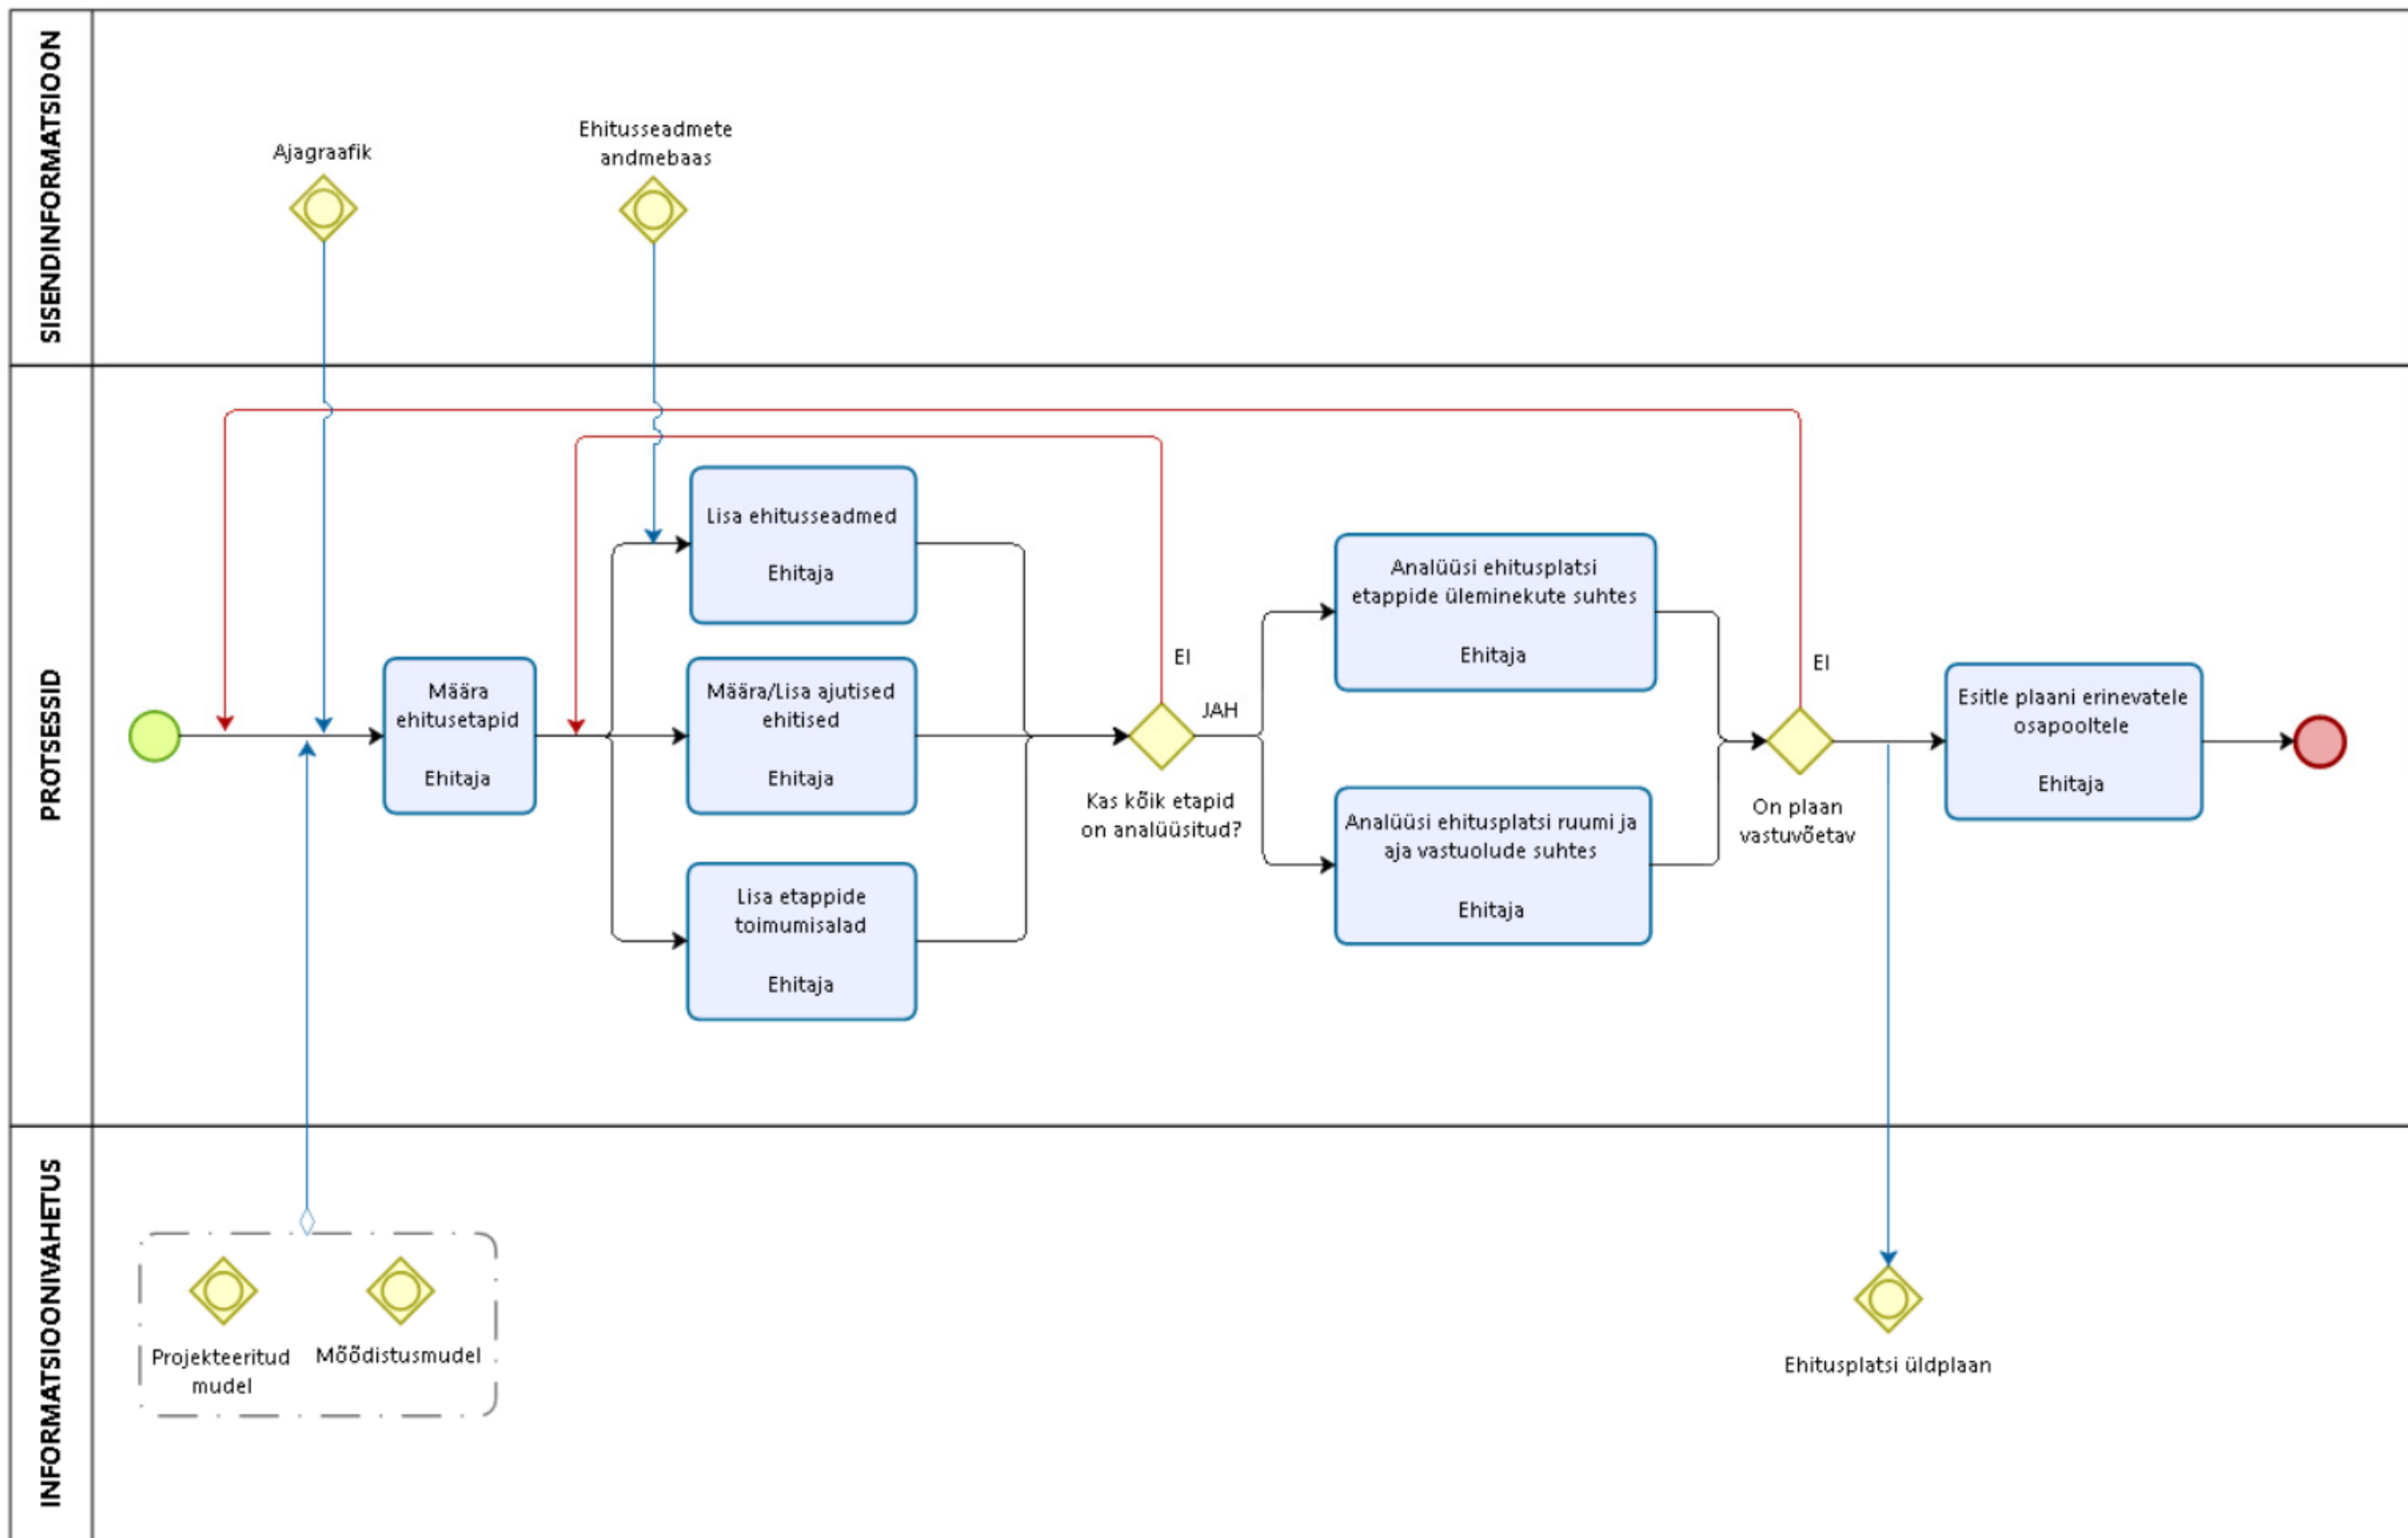 SISENDINFORMATSIOON
Ajagraafik
Ehitusseadmete
andmebaas
PROTSESSID
Määra
ehitusetapid
Ehitaja
Lisa ehitusseadmed
Ehitaja
Määra/Lisa ajutised
ehitised
Ehitaja
Lisa etappide
toimumisalad
Ehitaja
EI
JAH
Kas kõik etapid
on analüüsitud?
Analüüsi ehitusplatsi
etappide üleminekute suhtes
Ehitaja
Analüüsi ehitusplatsi ruumi ja
aja vastuolude suhtes
Ehitaja
EI
On plaan
vastuvõetav
Esitle plaani erinevatele
osapooltele
Ehitaja
INFORMATSIOONIVAHETUS
Projekteeritud
mudel
Mõõdistusmudel
Ehitusplatsi üldplaan